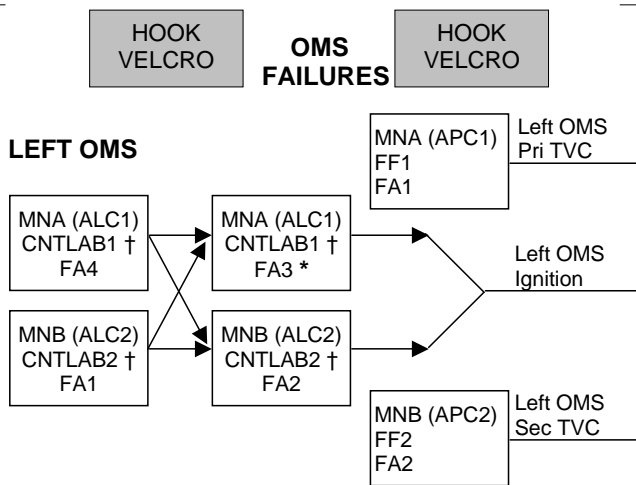 HOOK
VELCRO
OMS
FAILURES
HOOK
VELCRO
LEFT OMS
MNA (APC1)
FF1
FA1
Left OMS
Pri TVC
MNA (ALC1)
CNTLAB1 †
FA4
MNA (ALC1)
CNTLAB1 †
FA3 *
Left OMS
Ignition
MNB (ALC2)
CNTLAB2 †
FA1
MNB (ALC2)
CNTLAB2 †
FA2
MNB (APC2)
FF2
FA2
Left OMS
Sec TVC